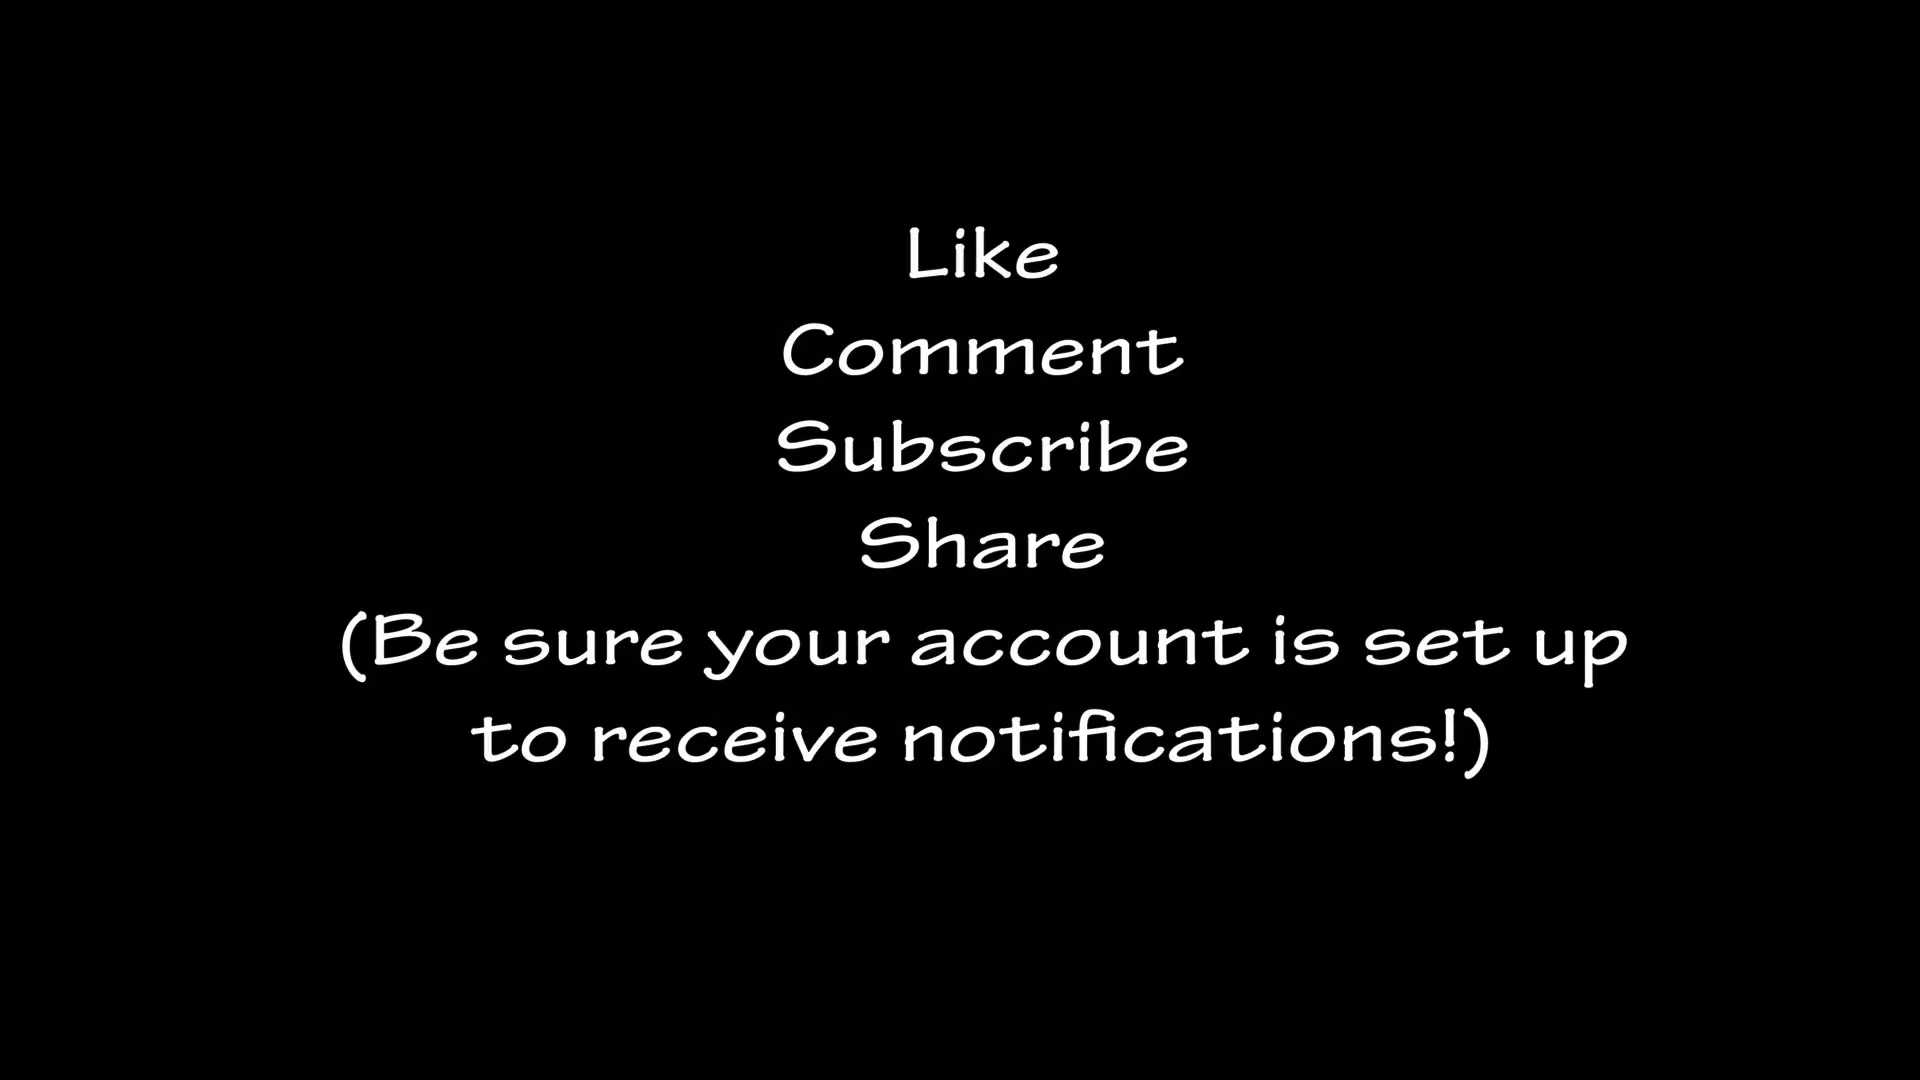 Like
Comment
Subscribe
Share
(Be sure your account is set up
to receive notifications!)